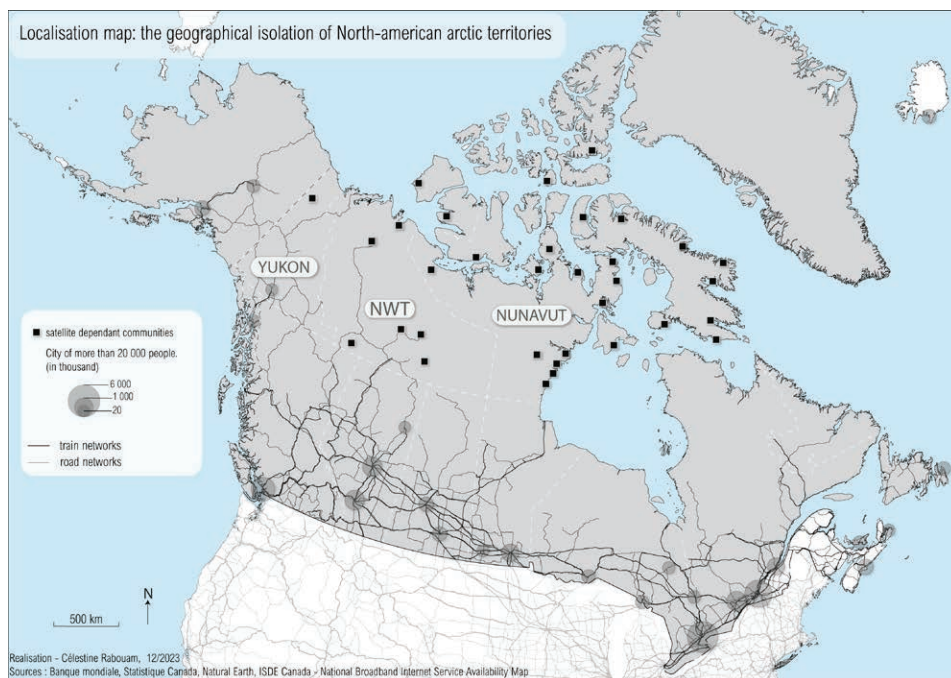 Localisation map: the geographical isolation of North-american arctic territories
YUKON
NWT
NUNAVUT
satellite dependant communities
City of more than 20 000 people.
(in thousand)
6 000
1 000
20
train networks
road networks
500 km
N
Realisation - Célestine Rabouam, 12/2023
Sources : Banque mondiale, Statistique Canada, Natural Earth, ISDE Canada - National Broadband Internet Service Availability Map